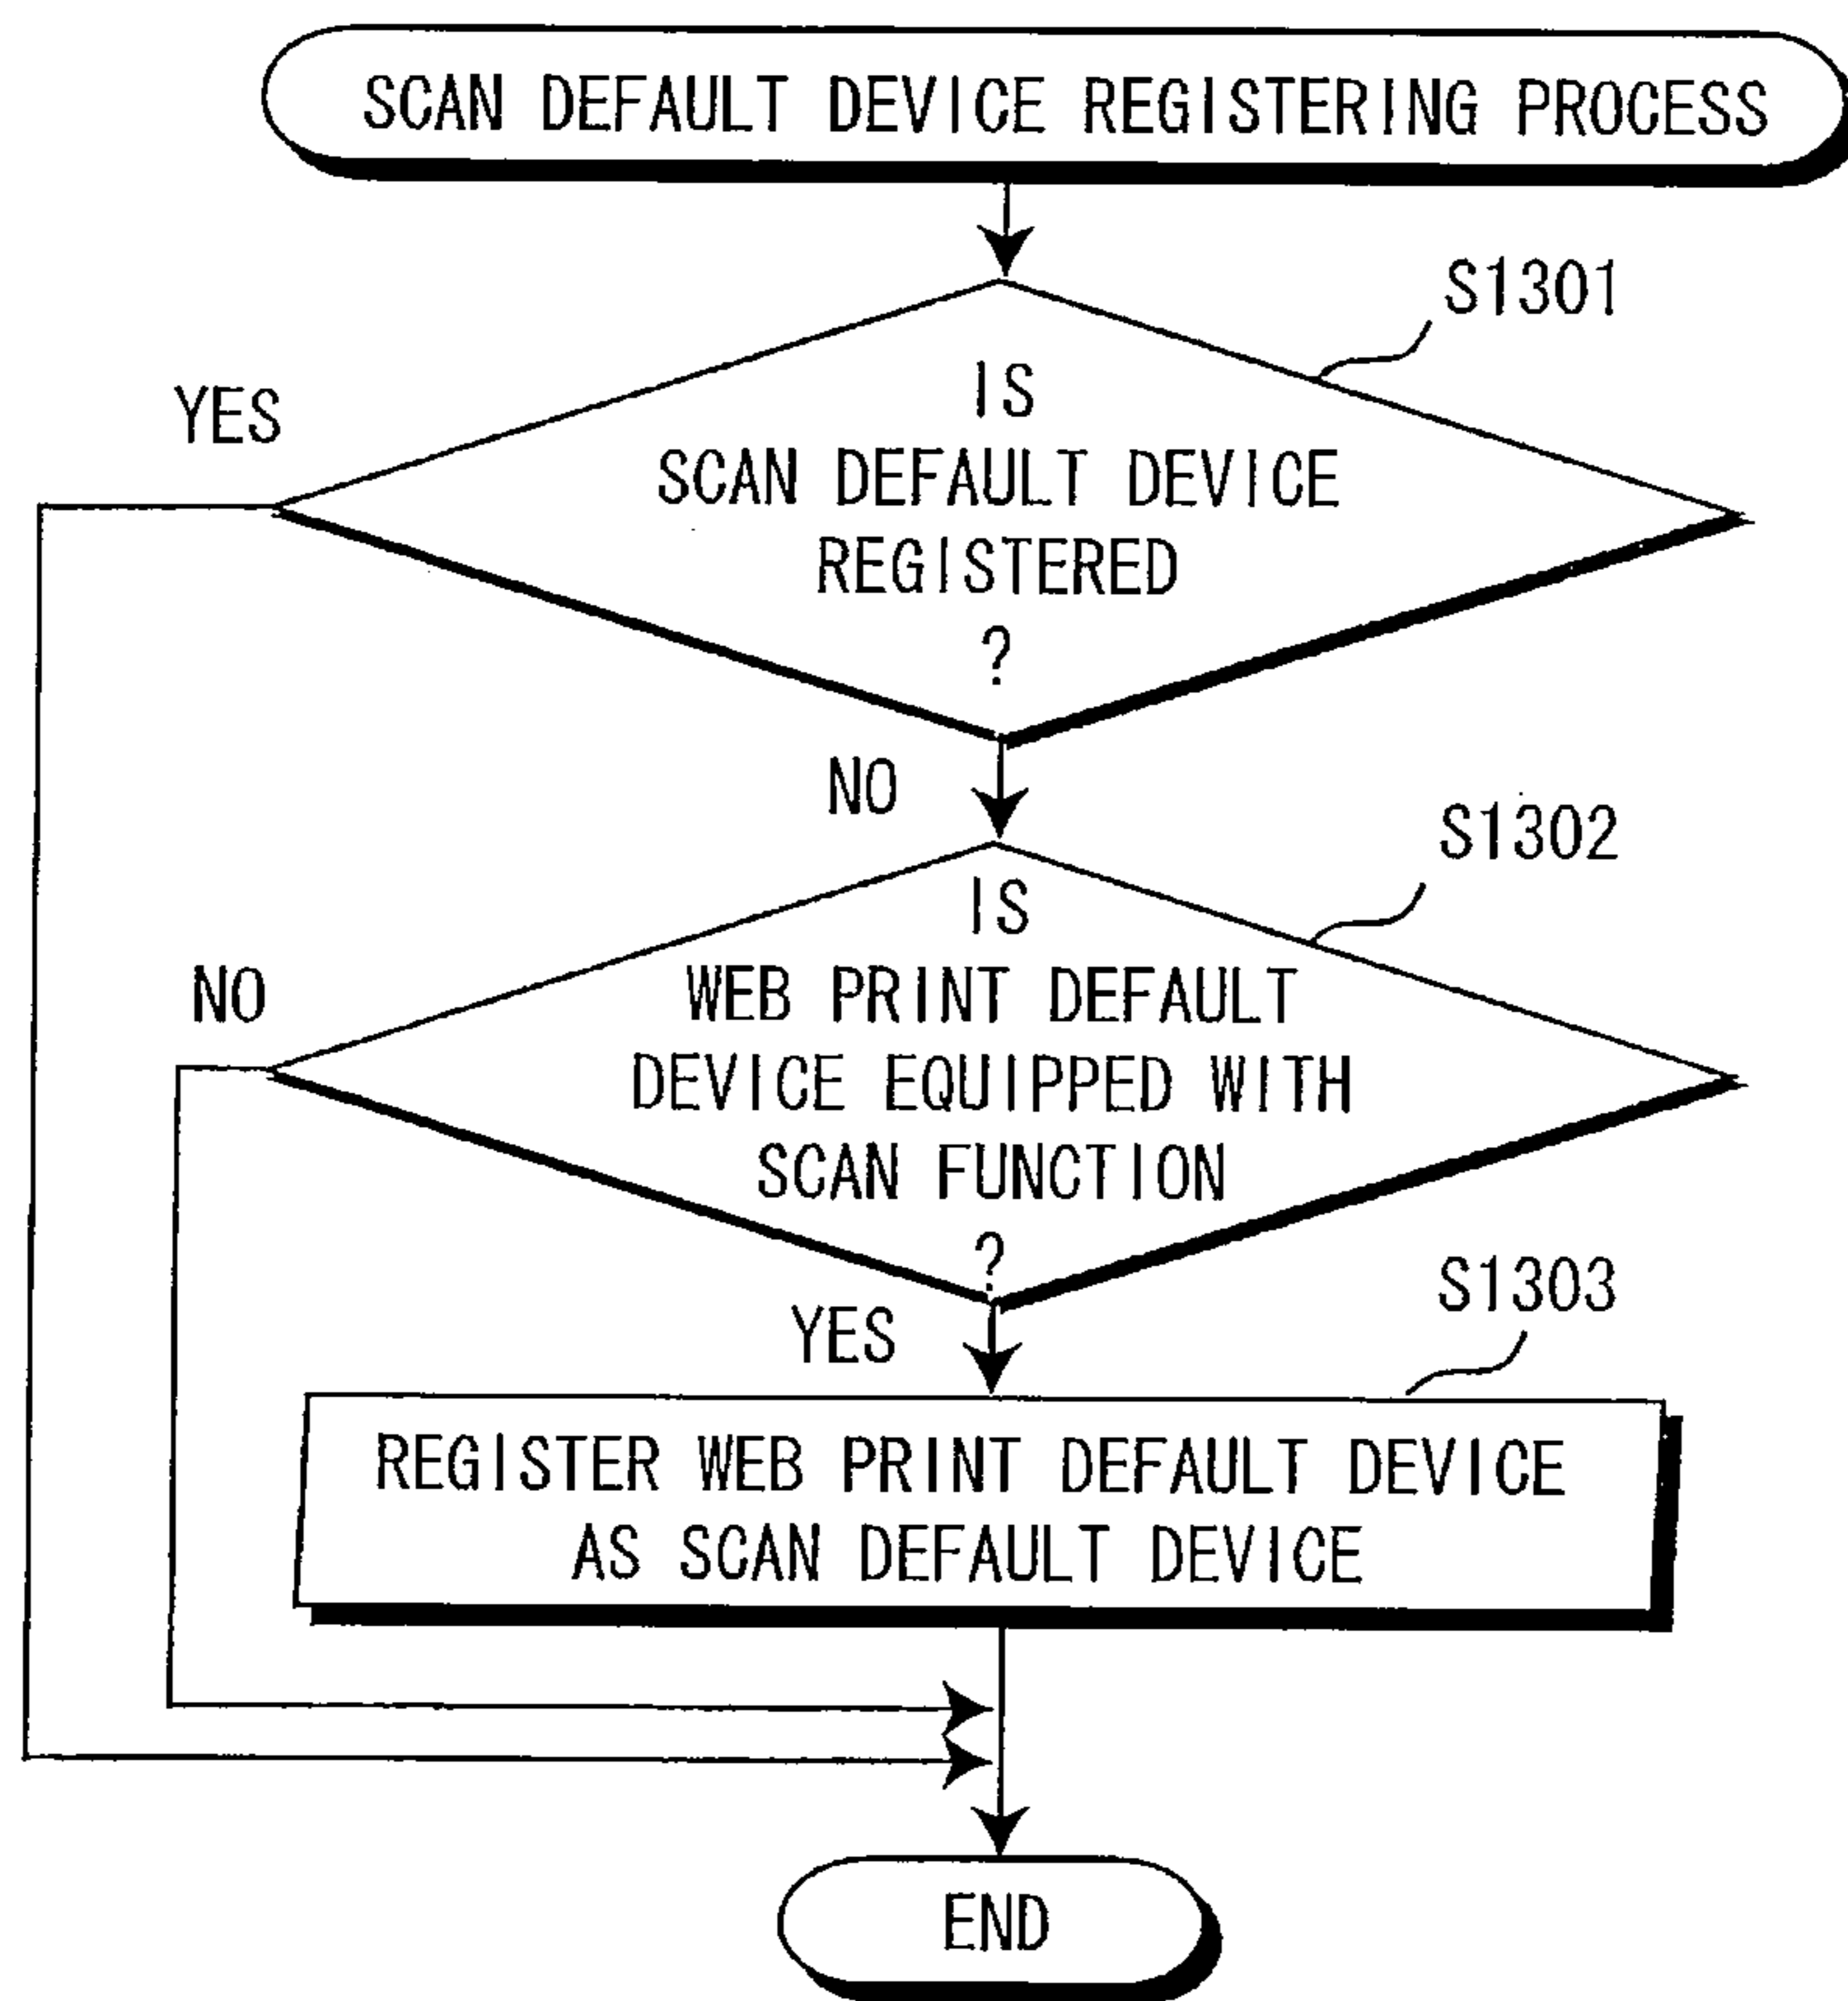 SCAN DEFAULT DEVICE REGISTERING PROCESS
S1301
YES
IS
SCAN DEFAULT DEVICE
REGISTERED
?
NO
S1302
IS
NO
WEB PRINT DEFAULT
DEVICE EQUIPPED WITH
SCAN FUNCTION
?
S1303
YES
REGISTER WEB PRINT DEFAULT DEVICE
AS SCAN DEFAULT DEVICE
END